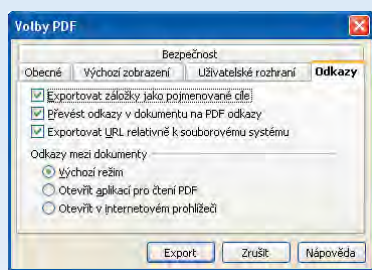 Volby PDF
Bezpečnost
Obecné Výchozí zobrazení Uživatelské rozhraní Odkazy
Exportovat záložky jako pojmenované cíle
Převést odkazy v dokumentu na PDF odkazy
Exportovat URL relativně k souborovému systému
Odkazy mezi dokumenty
Výchozí režim
Otevřít aplikací pro čtení PDF
Otevřít v internetovém prohlížeči
Export Zrušit Nápověda